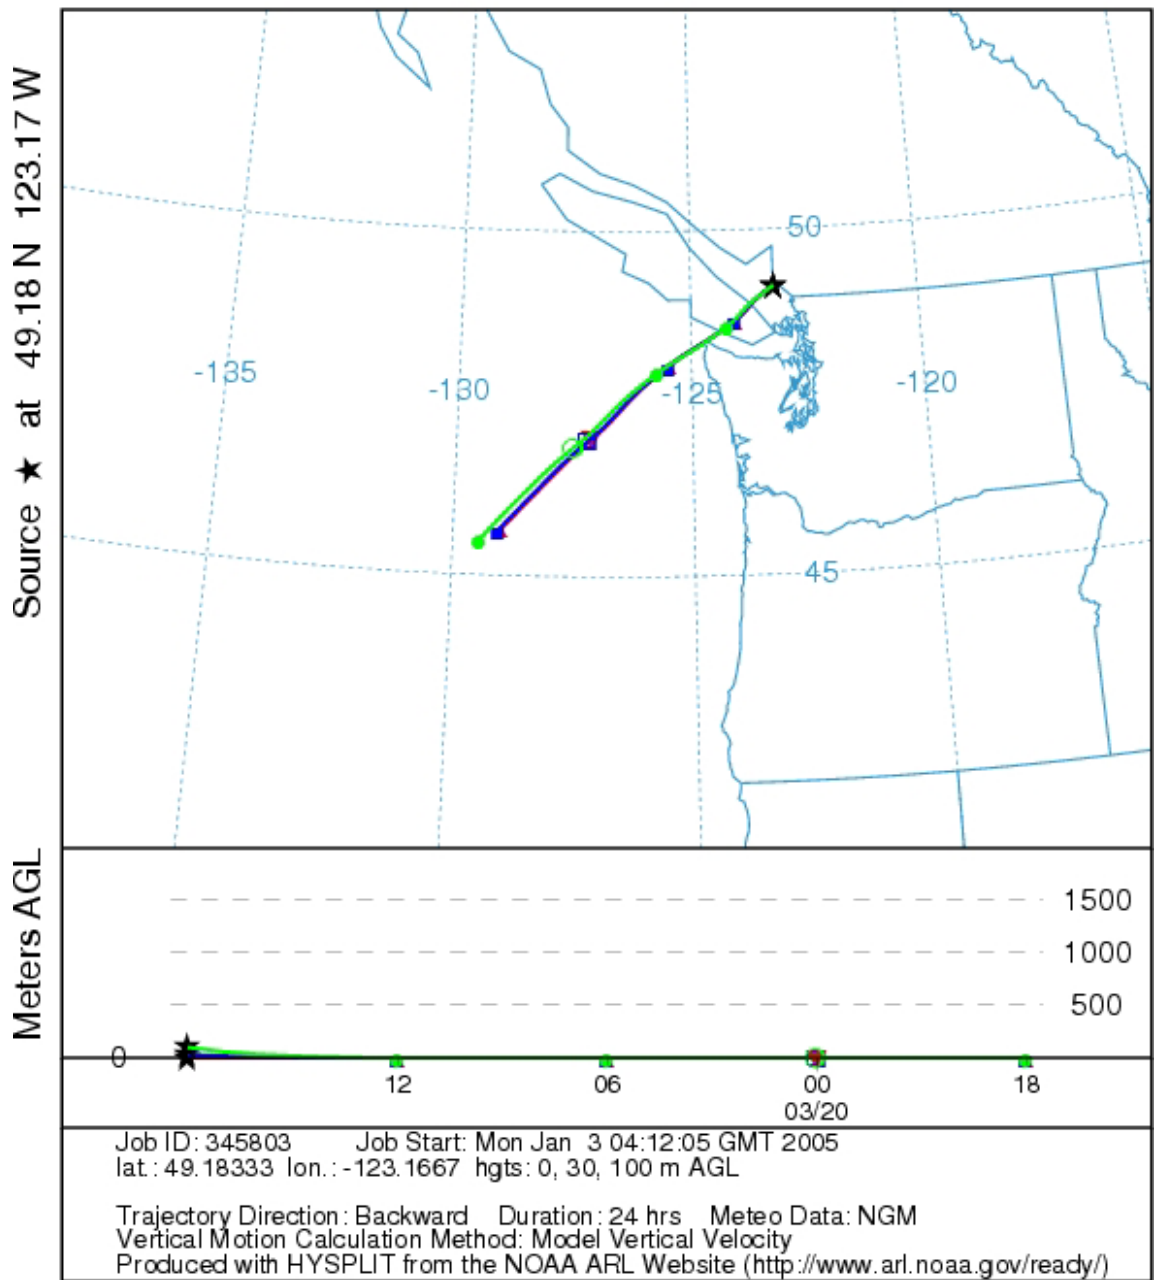 Source ★ at 49.18 N 123.17 W
50
-135
-130
-125
-120
45
Meters AGL
1500
1000
500
0
12 06 00 18
03/20
Job ID: 345803 Job Start: Mon Jan 3 04:12:05 GMT 2005
lat.: 49.18333 lon.: -123.1667 hgts: 0, 30, 100 m AGL
Trajectory Direction: Backward Duration: 24 hrs Meteo Data: NGM
Vertical Motion Calculation Method: Model Vertical Velocity
Produced with HYSPLIT from the NOAA ARL Website (http://www.arl.noaa.gov/ready/)